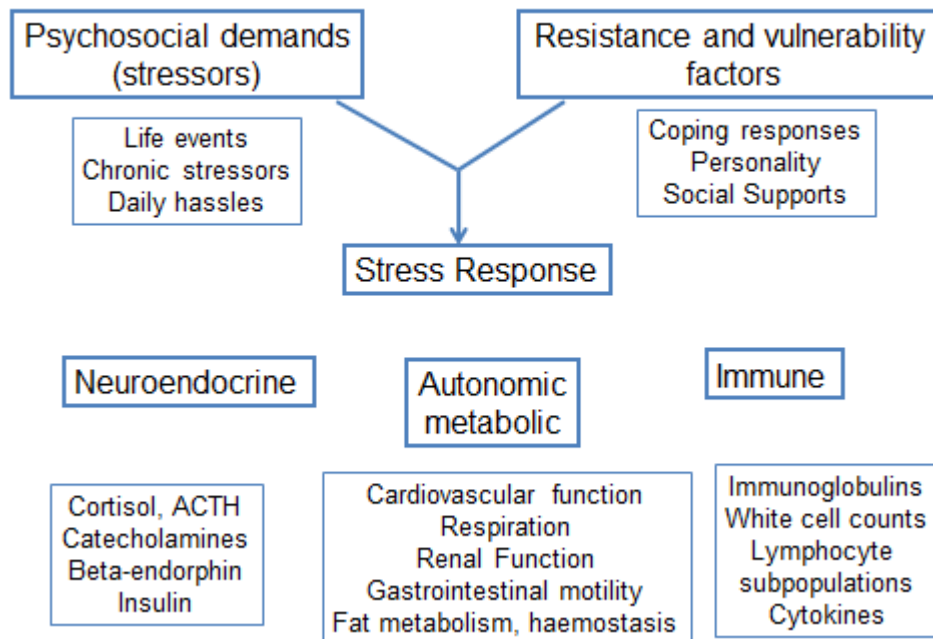 Psychosocial demands
(stressors)
Resistance and vulnerability
factors
Life events
Chronic stressors
Daily hassles
Coping responses
Personality
Social Supports
Stress Response
Neuroendocrine
Autonomic
metabolic
Immune
Cortisol, ACTH
Catecholamines
Beta-endorphin
Insulin
Cardiovascular function
Respiration
Renal Function
Gastrointestinal motility
Fat metabolism, haemostasis
Immunoglobulins
White cell counts
Lymphocyte
subpopulations
Cytokines